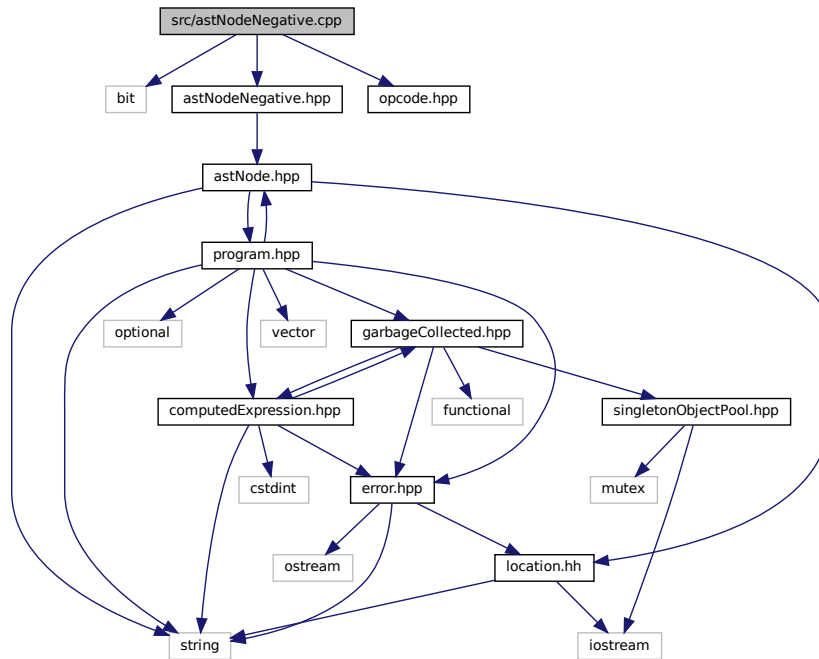 src/astNodeNegative.cpp
bit
astNodeNegative.hpp
opcode.hpp
astNode.hpp
program.hpp
optional
vector
garbageCollected.hpp
computedExpression.hpp
functional
singletonObjectPool.hpp
cstdint
error.hpp
mutex
ostream
location.hh
string
iostream